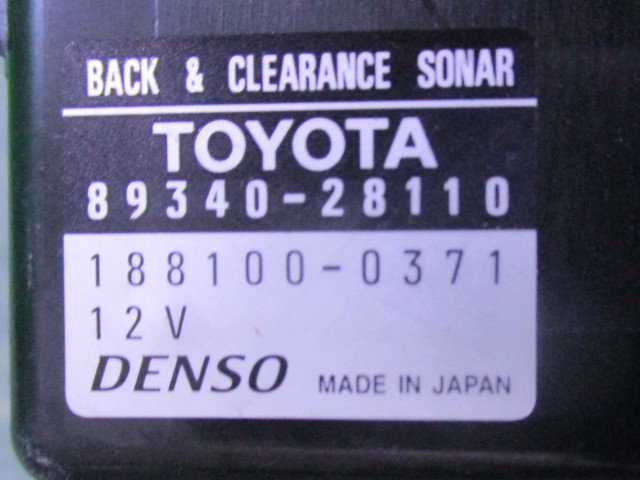 BACK & CLEARANCE SONAR
TOYOTA
89340-28110
188100-0371
12V
DENSO MADE IN JAPAN